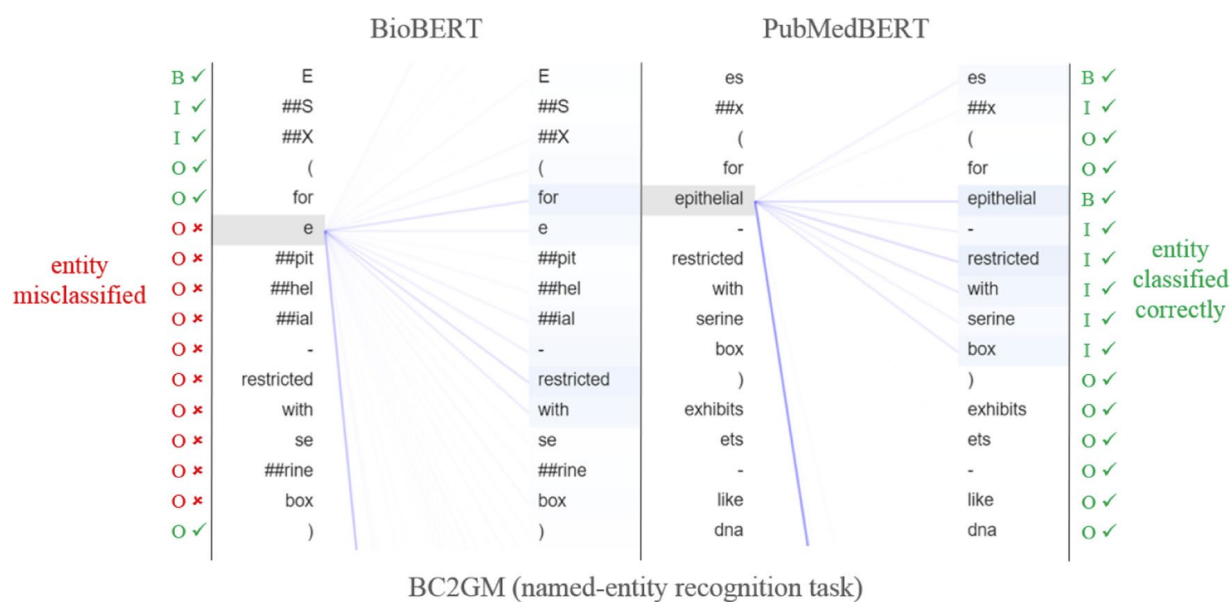 BioBERT PubMedBERT
B ✓ E E es es B ✓
I ✓ ##S ##S ##x ##x I ✓
I ✓ ##X ##X ( ( O ✓
O ✓ ( ( for for O ✓
O ✓ for for epithelial epithelial B ✓
O × e e - - I ✓
O × ##pit ##pit restricted restricted I ✓
O × ##hel ##hel with with I ✓
O × ##ial ##ial serine serine I ✓
O × - - box box I ✓
O × restricted restricted ) ) O ✓
O × with with exhibits exhibits O ✓
O × se se ets ets O ✓
O × ##rine ##rine - - O ✓
O × box box like like O ✓
O ✓ ) ) dna dna O ✓
entity
misclassified
entity
classified
correctly
BC2GM (named-entity recognition task)